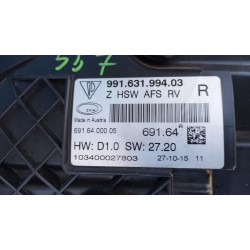 557
991.631.994.03
Z HSW AFS RV R
Made in Austria
691.64.000.05
691.64
HW: D1.0 SW: 27.20
103400027803
27-10-15 11